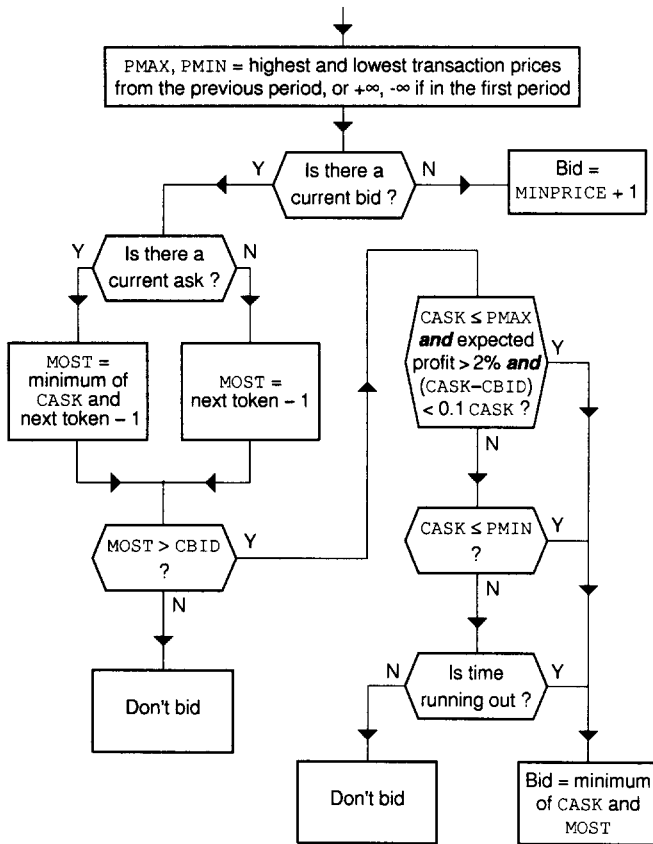 PMAX, PMIN = highest and lowest transaction prices
from the previous period, or +∞, -∞ if in the first period
Is there a
current bid ?
Y
N
Bid =
MINPRICE + 1
Is there a
current ask ?
Y
N
MOST =
minimum of
CASK and
next token – 1
MOST =
next token – 1
MOST > CBID
?
Y
N
Don't bid
CASK ≤ PMAX
and expected
profit > 2% and
(CASK–CBID)
< 0.1 CASK ?
Y
N
CASK ≤ PMIN
?
Y
N
Is time
running out ?
N
Y
Don't bid
Bid = minimum
of CASK and
MOST